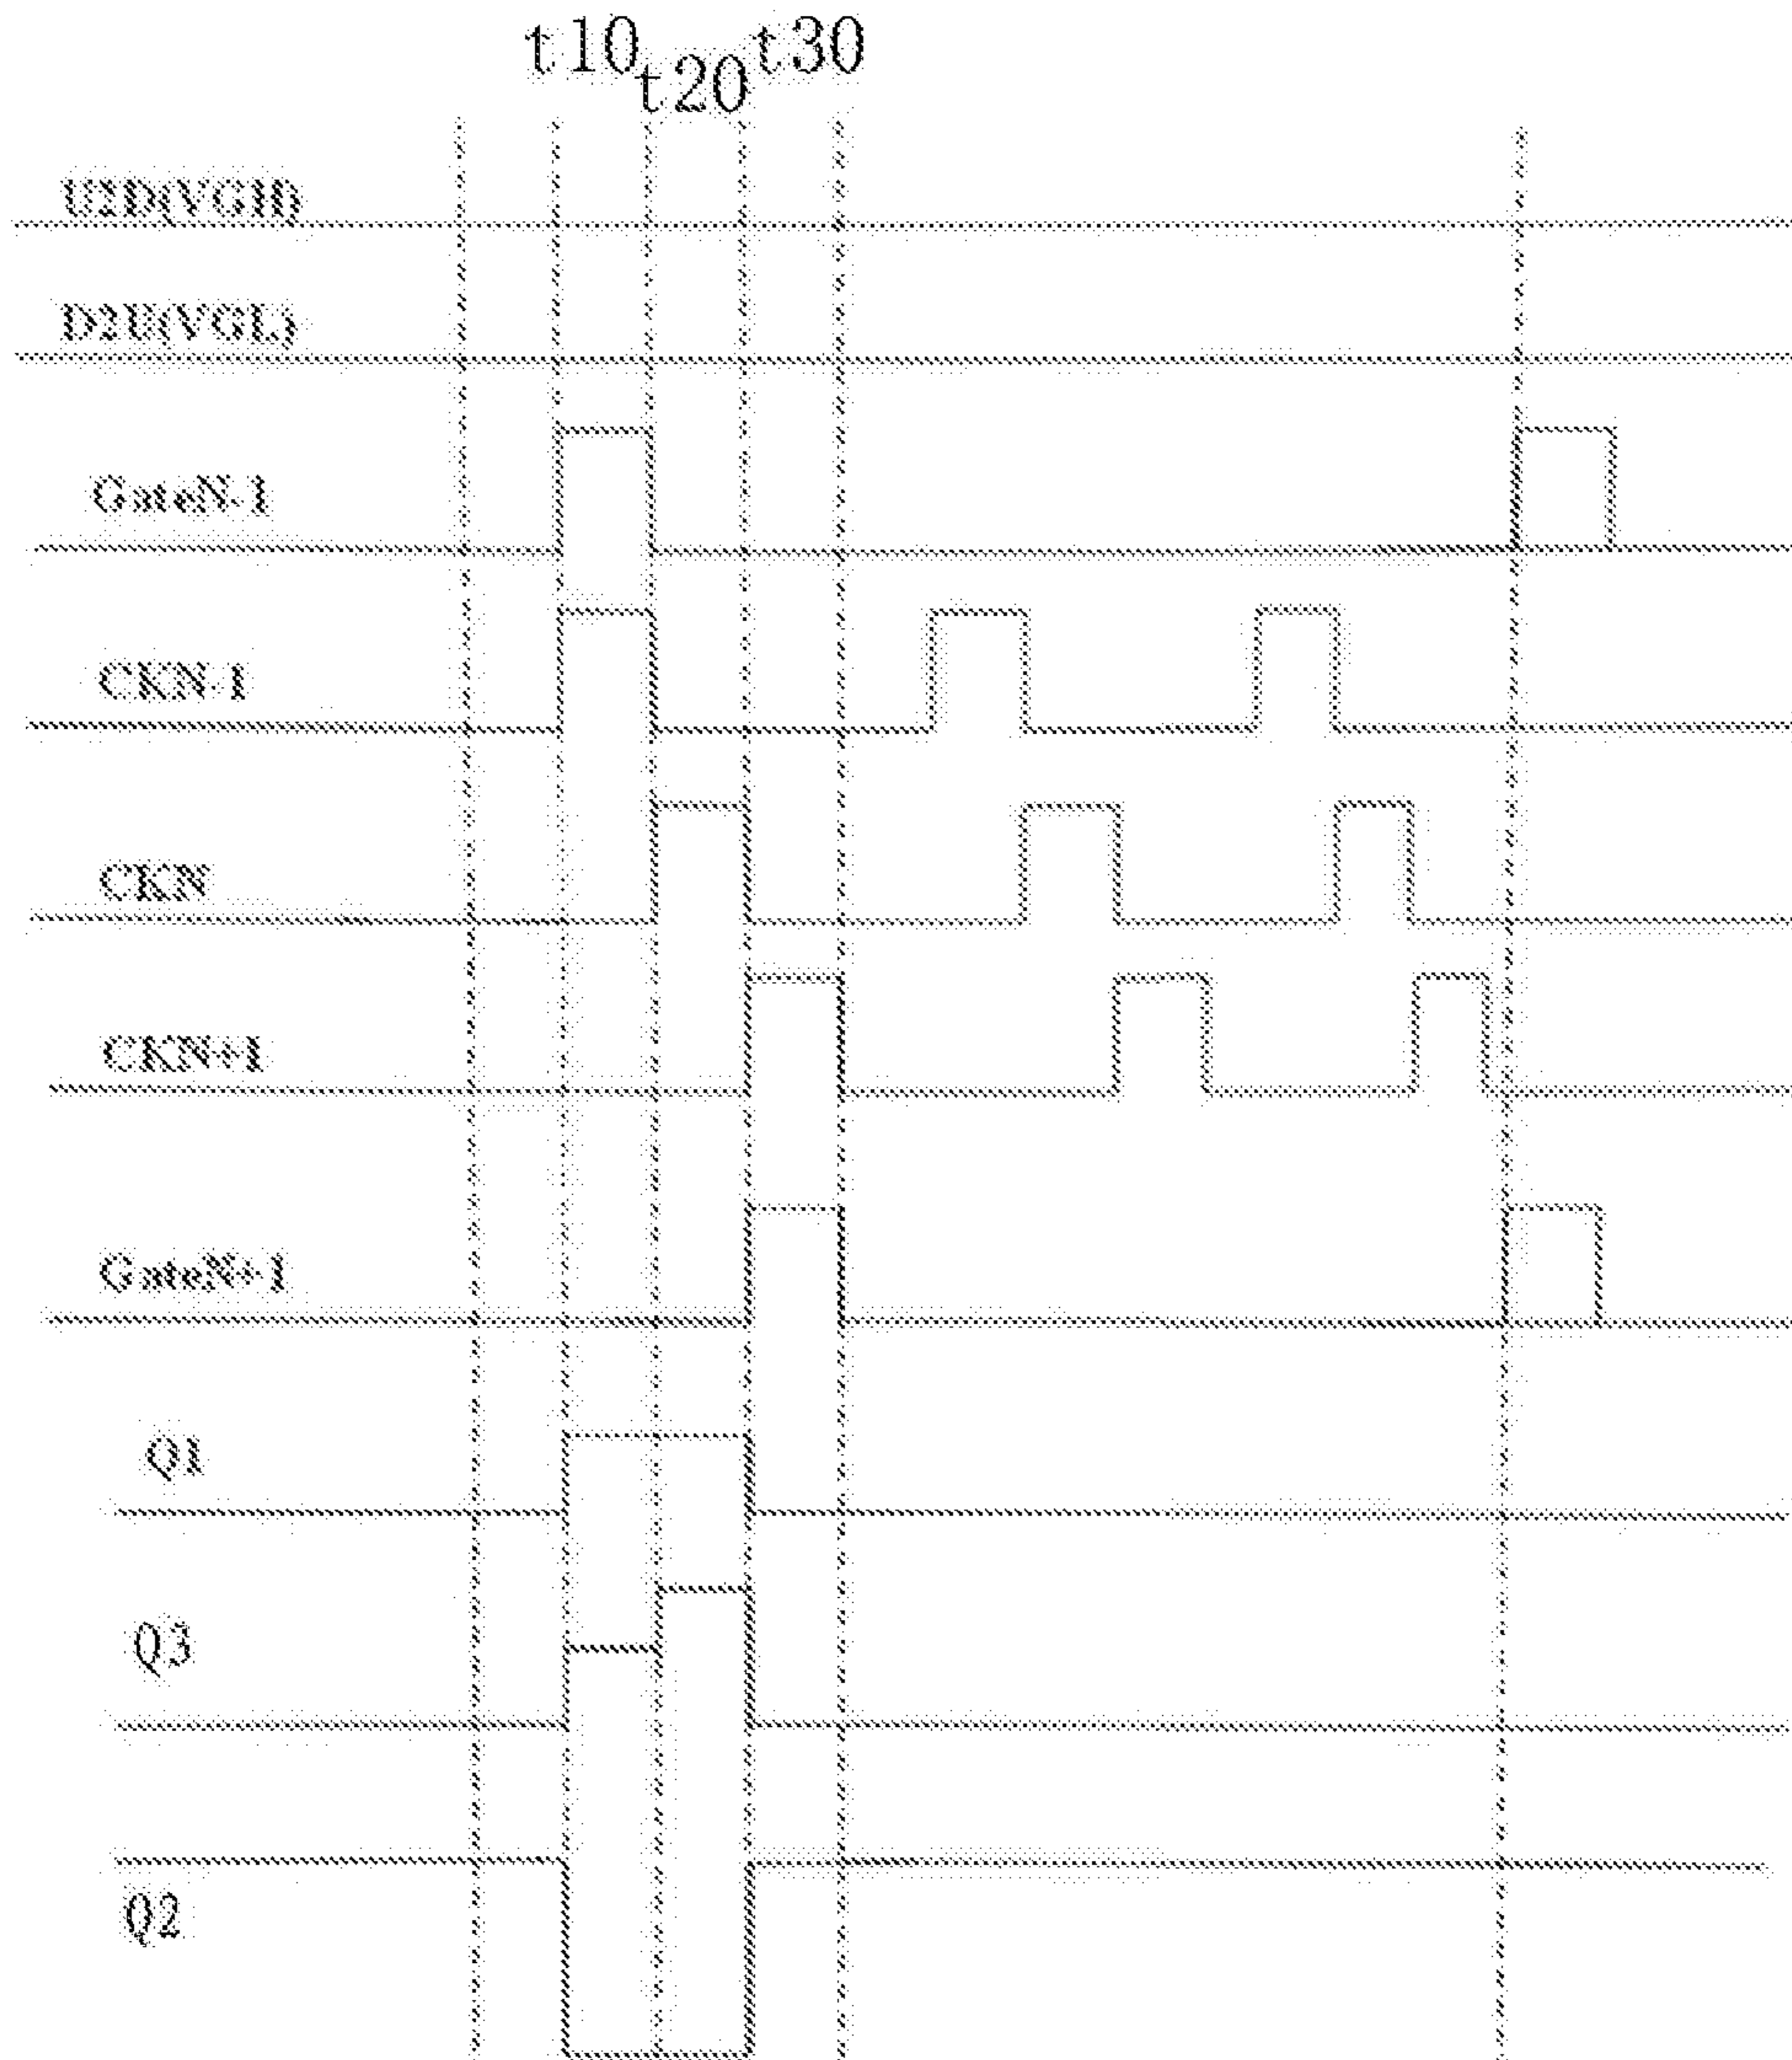 t10 t20 t30
U2D(VGH)
D2U(VGL)
GateN-1
CKN-1
CKN
CKN+1
GateN+1
Q1
Q3
Q2